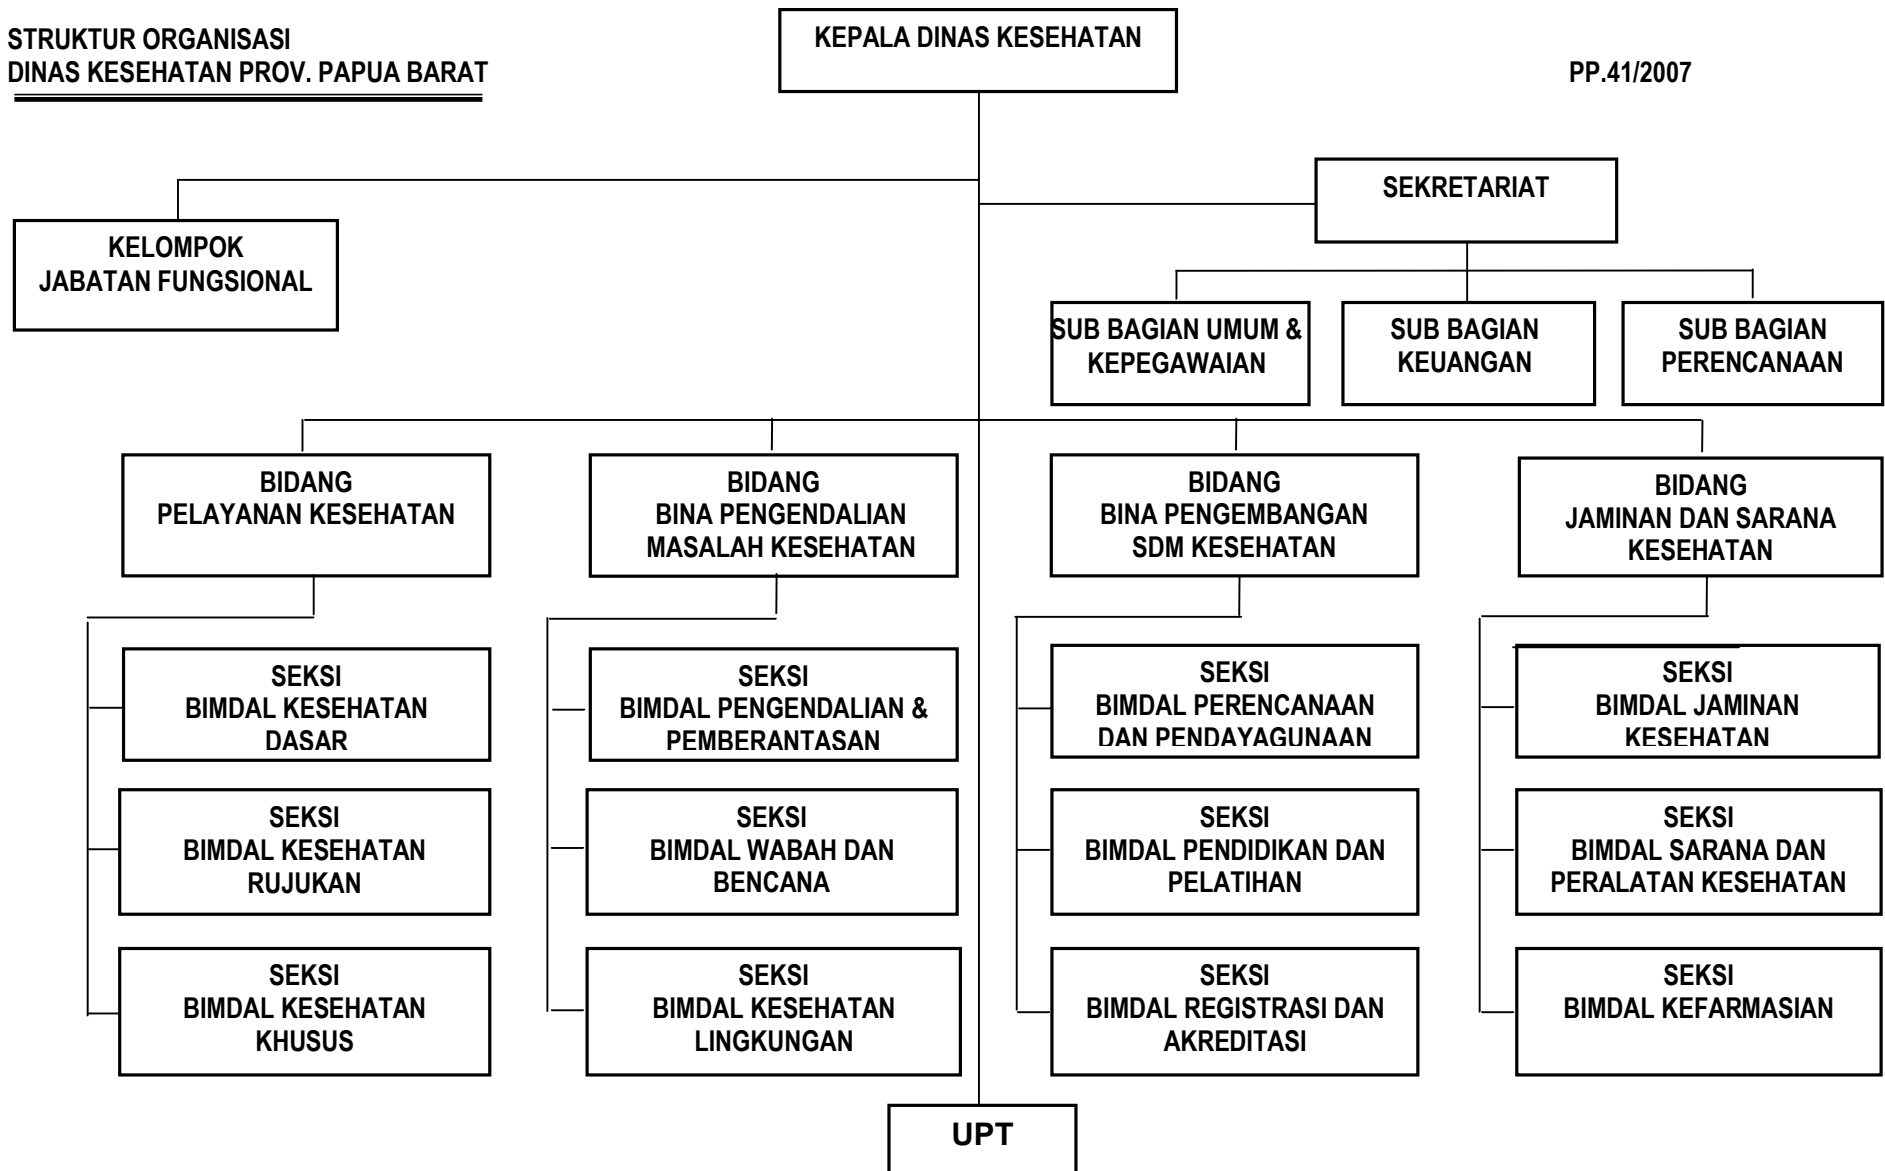 STRUKTUR ORGANISASI
DINAS KESEHATAN PROV. PAPUA BARAT
KEPALA DINAS KESEHATAN
PP.41/2007
SEKRETARIAT
KELOMPOK
JABATAN FUNGSIONAL
SUB BAGIAN UMUM &
KEPEGAWAIAN
SUB BAGIAN
KEUANGAN
SUB BAGIAN
PERENCANAAN
BIDANG
PELAYANAN KESEHATAN
BIDANG
BINA PENGENDALIAN
MASALAH KESEHATAN
BIDANG
BINA PENGEMBANGAN
SDM KESEHATAN
BIDANG
JAMINAN DAN SARANA
KESEHATAN
SEKSI
BIMDAL KESEHATAN
DASAR
SEKSI
BIMDAL PENGENDALIAN &
PEMBERANTASAN
SEKSI
BIMDAL PERENCANAAN
DAN PENDAYAGUNAAN
SEKSI
BIMDAL JAMINAN
KESEHATAN
SEKSI
BIMDAL KESEHATAN
RUJUKAN
SEKSI
BIMDAL WABAH DAN
BENCANA
SEKSI
BIMDAL PENDIDIKAN DAN
PELATIHAN
SEKSI
BIMDAL SARANA DAN
PERALATAN KESEHATAN
SEKSI
BIMDAL KESEHATAN
KHUSUS
SEKSI
BIMDAL KESEHATAN
LINGKUNGAN
SEKSI
BIMDAL REGISTRASI DAN
AKREDITASI
SEKSI
BIMDAL KEFARMASIAN
UPT